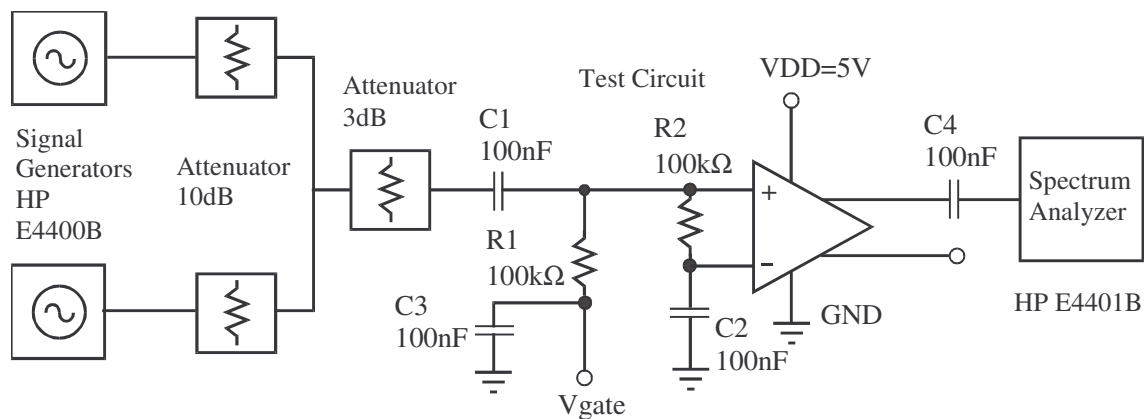 Signal
Generators
HP
E4400B
Attenuator
10dB
Attenuator
3dB
C1
100nF
Test Circuit
VDD=5V
R2
100kΩ
R1
100kΩ
C3
100nF
Vgate
+
−
C2
100nF
GND
C4
100nF
Spectrum
Analyzer
HP E4401B